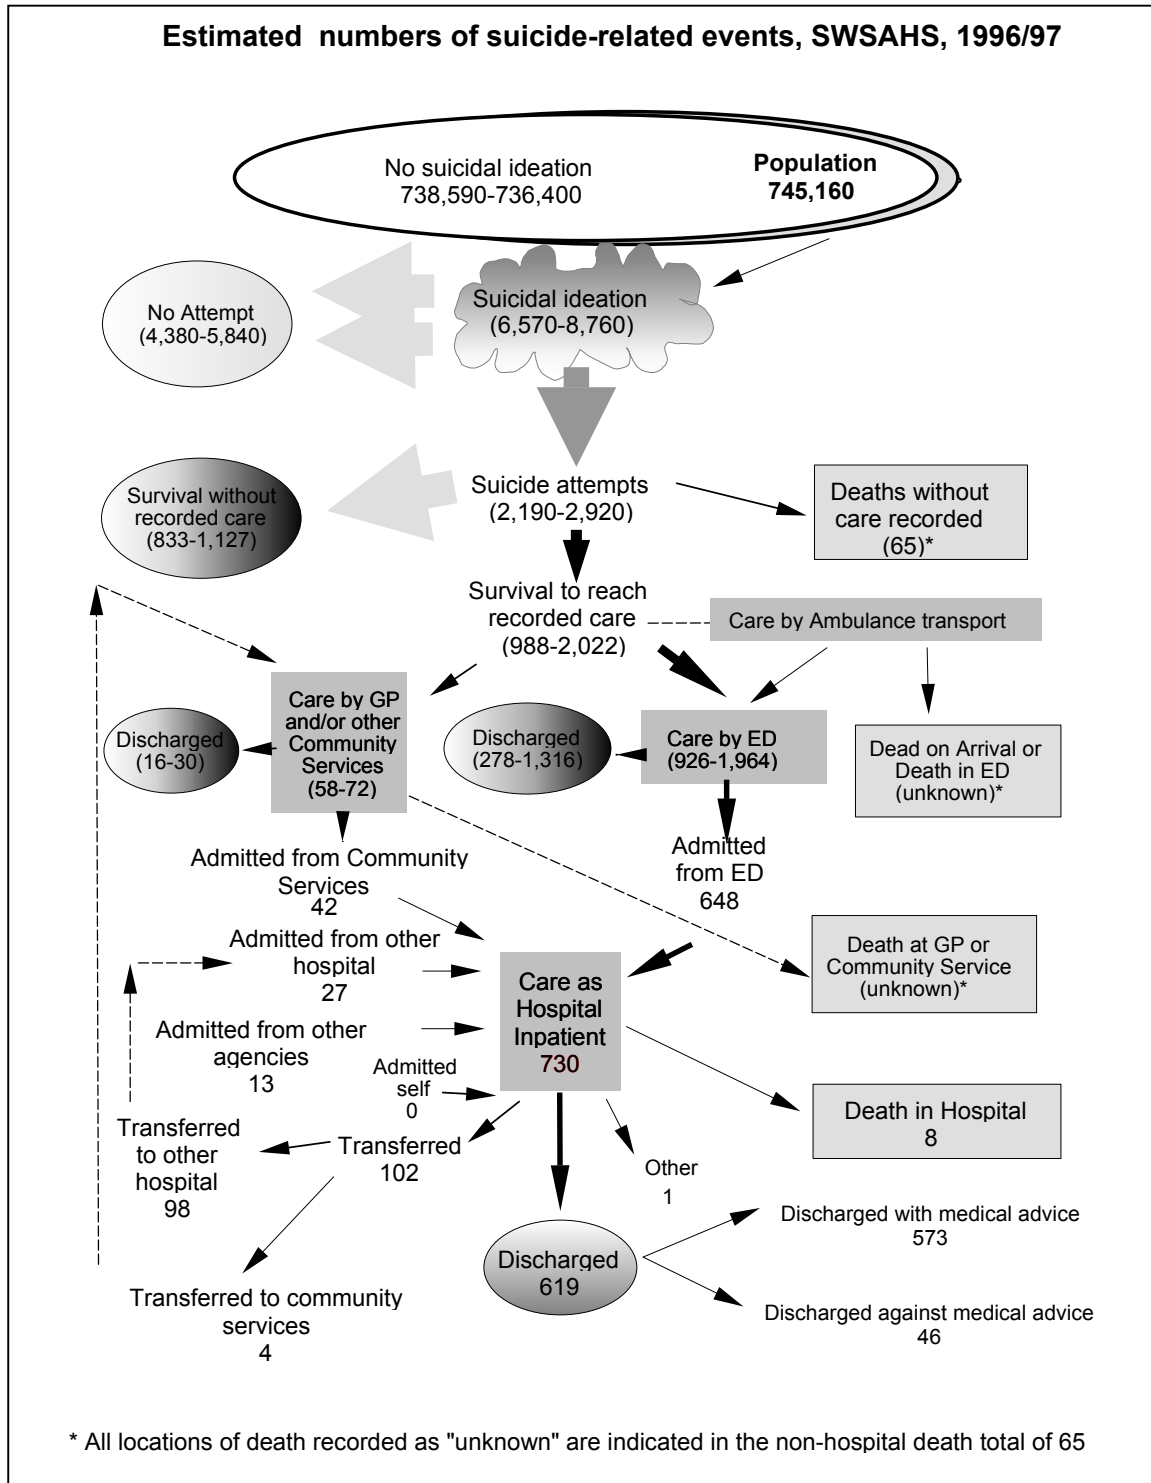 Estimated numbers of suicide-related events, SWSAHS, 1996/97
No suicidal ideation
738,590-736,400
Population
745,160
Suicidal ideation
(6,570-8,760)
No Attempt
(4,380-5,840)
Suicide attempts
(2,190-2,920)
Survival without
recorded care
(833-1,127)
Deaths without
care recorded
(65)*
Survival to reach
recorded care
(988-2,022)
Care by Ambulance transport
Care by GP
and/or other
Community
Services
(58-72)
Discharged
(16-30)
Discharged
(278-1,316)
Care by ED
(926-1,964)
Dead on Arrival or
Death in ED
(unknown)*
Admitted from Community
Services
42
Admitted
from ED
648
Admitted from other
hospital
27
Death at GP or
Community Service
(unknown)*
Care as
Hospital
Inpatient
730
Admitted from other
agencies
13
Admitted
self
0
Death in Hospital
8
Transferred
to other
hospital
98
Transferred
102
Other
1
Discharged
619
Discharged with medical advice
573
Transferred to community
services
4
Discharged against medical advice
46
* All locations of death recorded as "unknown" are indicated in the non-hospital death total of 65